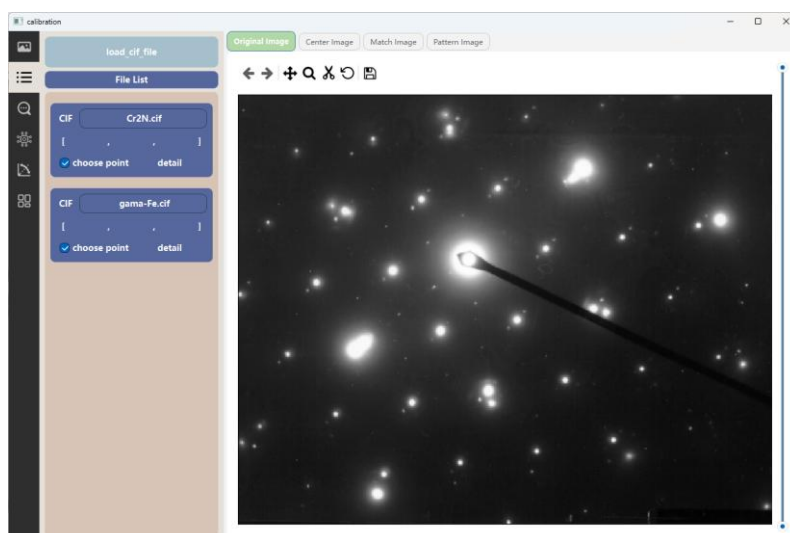 calibration
load_cif_file
File List
CIF Cr2N.cif
[ , , ]
choose point detail
CIF gama-Fe.cif
[ , , ]
choose point detail
Original Image Center Image Match Image Pattern Image